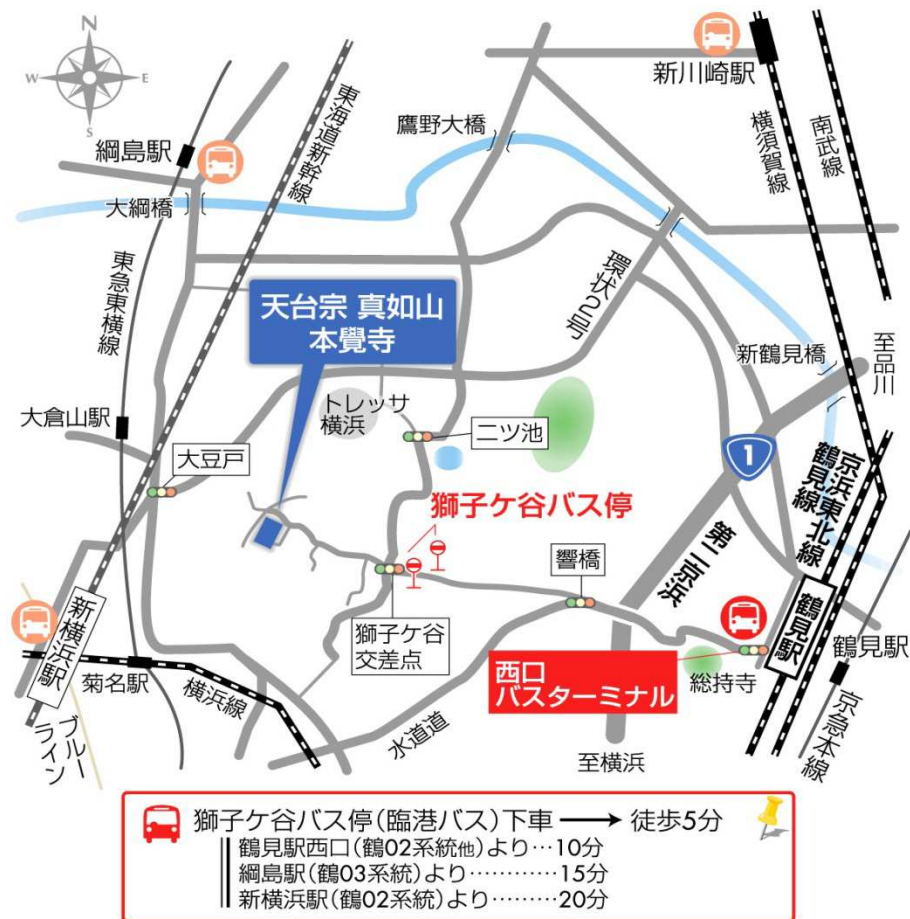 N
W
E
S
新川崎駅
横須賀線
南武線
鷹野大橋
東海道新幹線
綱島駅
大綱橋
東急東横線
環状2号
天台宗 真如山
本覺寺
新鶴見橋
至品川
トレッサ
横浜
二ツ池
大倉山駅
大豆戸
1
京浜東北線
鶴見線
獅子ケ谷バス停
第二京浜
響橋
新横浜駅
獅子ケ谷
交差点
鶴見駅
鶴見駅
西口
バスターミナル
総持寺
菊名駅
横浜線
京急本線
ブルー
ライン
水道道
至横浜
獅子ケ谷バス停(臨港バス)下車 → 徒歩5分
鶴見駅西口(鶴02系統他)より…10分
綱島駅(鶴03系統)より…………15分
新横浜駅(鶴02系統)より………20分